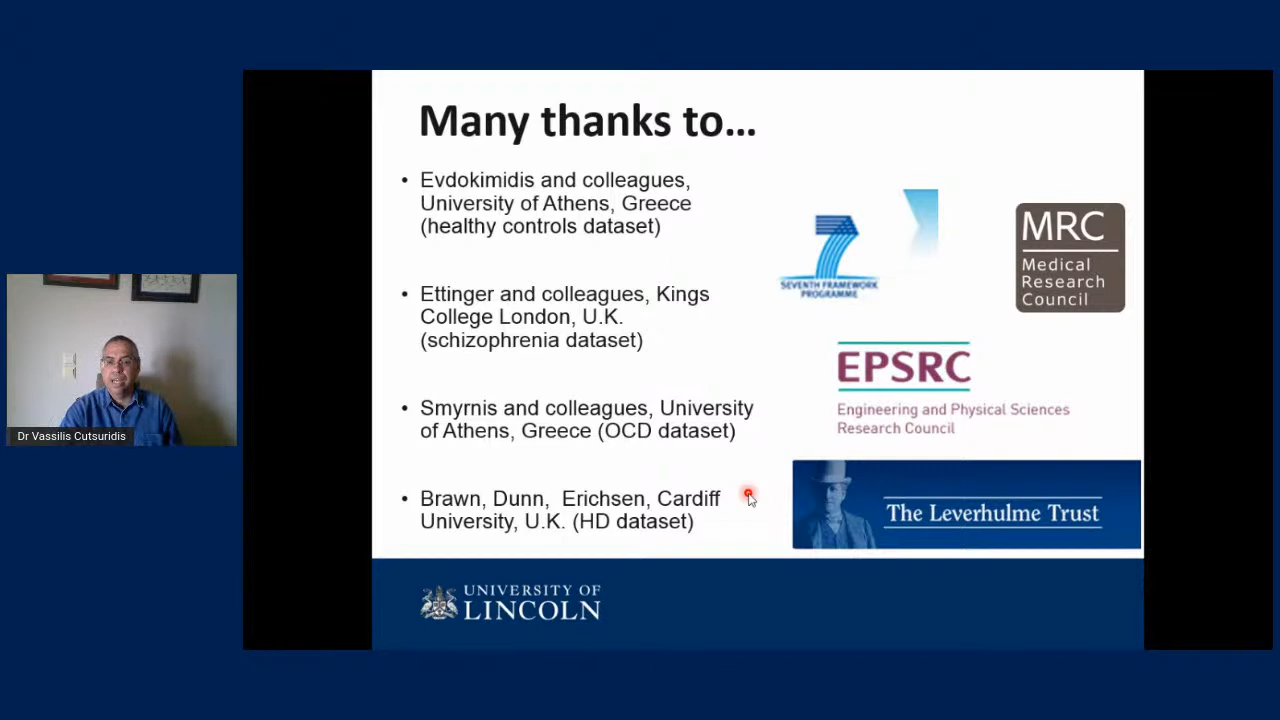 Many thanks to...
• Evdokimidis and colleagues,
University of Athens, Greece
(healthy controls dataset)
• Ettinger and colleagues, Kings
College London, U.K.
(schizophrenia dataset)
• Smyrnis and colleagues, University
of Athens, Greece (OCD dataset)
• Brawn, Dunn, Erichsen, Cardiff
University, U.K. (HD dataset)
7
SEVENTH FRAMEWORK
PROGRAMME
MRC
Medical
Research
Council
EPSRC
Engineering and Physical Sciences
Research Council
The Leverhulme Trust
UNIVERSITY OF
LINCOLN
Dr Vassilis Cutsuridis